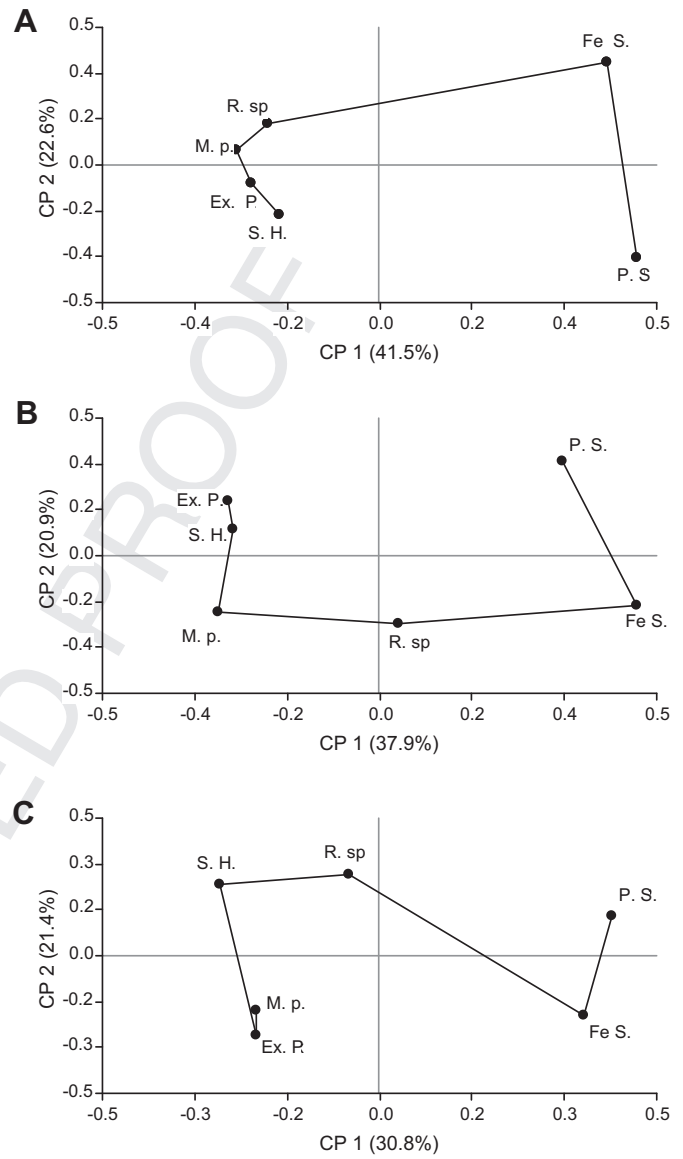 A
0.5
0.4
0.2
0.0
-0.2
-0.4
-0.5
CP 2 (22.6%)
Fe S.
R. sp
M. p.
Ex. P.
S. H.
P. S
-0.5 -0.4 -0.2 0.0 0.2 0.4 0.5
CP 1 (41.5%)
B
0.5
0.4
0.2
0.0
-0.2
-0.4
-0.5
CP 2 (20.9%)
P. S.
Ex. P.
S. H.
M. p.
R. sp
Fe S.
-0.5 -0.4 -0.2 0.0 0.2 0.4 0.5
CP 1 (37.9%)
C
0.5
0.3
0.2
0.0
-0.2
-0.3
-0.5
CP 2 (21.4%)
S. H.
R. sp
P. S.
M. p.
Ex. P.
Fe S.
-0.5 -0.3 -0.2 0.0 0.2 0.3 0.5
CP 1 (30.8%)
ED PROOF